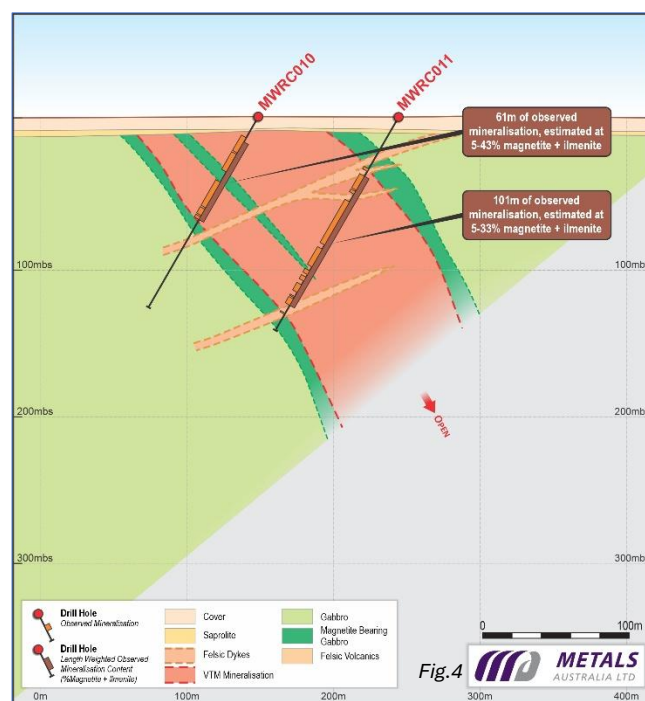 MWRC010
MWRC011
61m of observed
mineralisation, estimated at
5-43% magnetite + ilmenite
101m of observed
mineralisation, estimated at
5-33% magnetite + ilmenite
100mbs
100mbs
200mbs
200mbs
OPEN
300mbs
300mbs
Drill Hole
Observed Mineralisation
Drill Hole
Length Weighted Observed
Mineralisation Content
(%Magnetite + Ilmenite)
Cover
Saprolite
Felsic Dykes
VTM Mineralisation
Gabbro
Magnetite Bearing
Gabbro
Felsic Volcanics
0 100m
Fig.4
METALS
AUSTRALIA LTD
0m 100m 200m 300m 400m